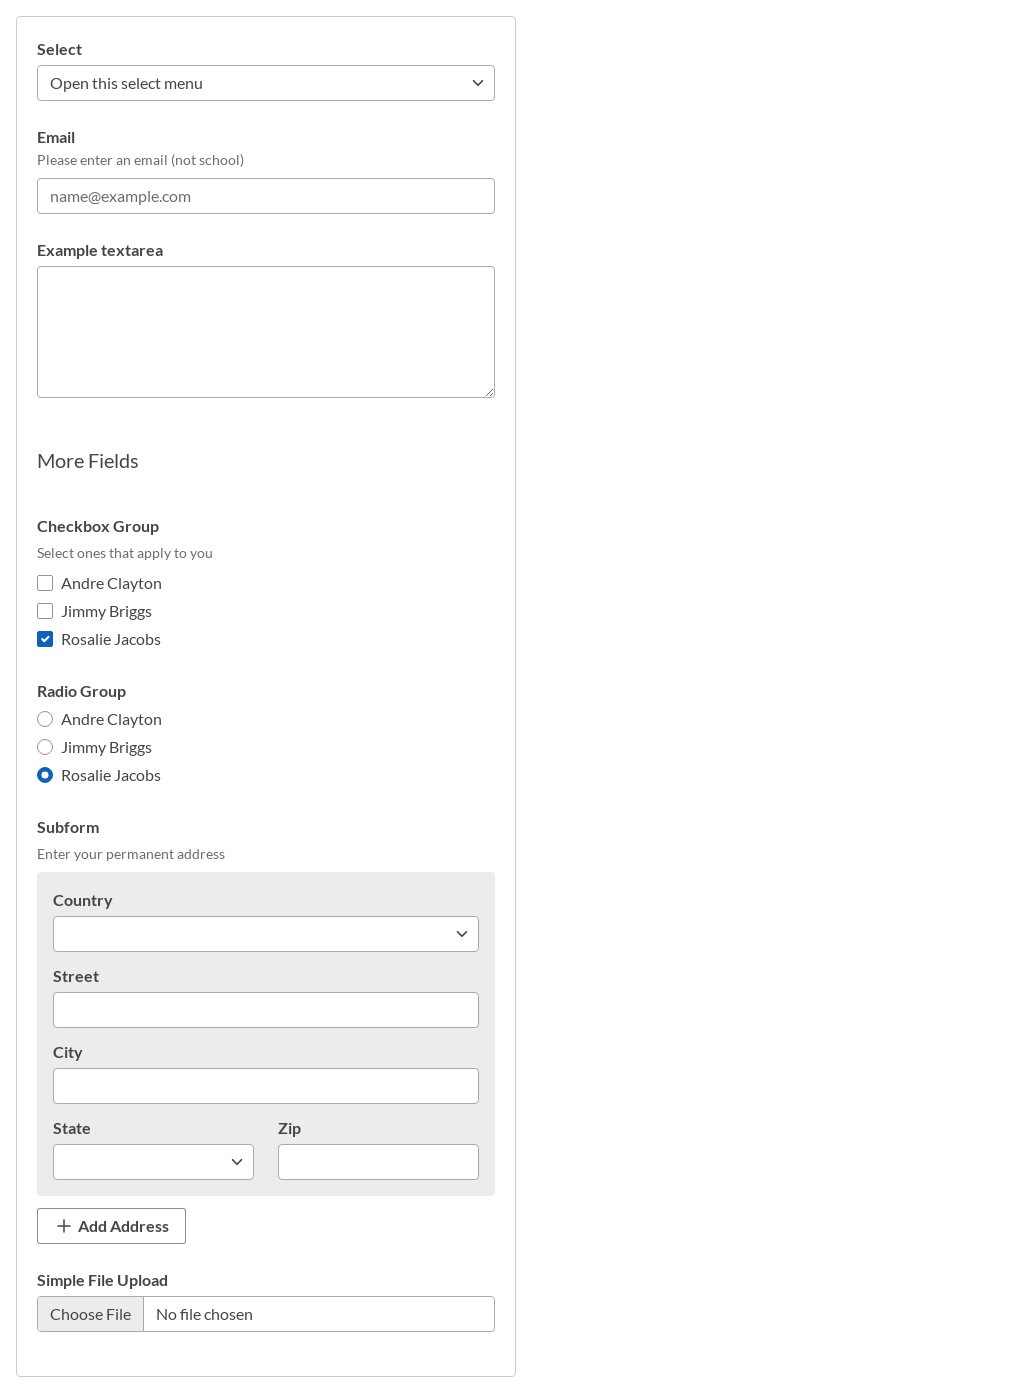 Select
Open this select menu
Email
Please enter an email (not school)
name@example.com
Example textarea
More Fields
Checkbox Group
Select ones that apply to you
Andre Clayton
Jimmy Briggs
Rosalie Jacobs
Radio Group
Andre Clayton
Jimmy Briggs
Rosalie Jacobs
Subform
Enter your permanent address
Country
Street
City
State Zip
Add Address
Simple File Upload
Choose File No file chosen